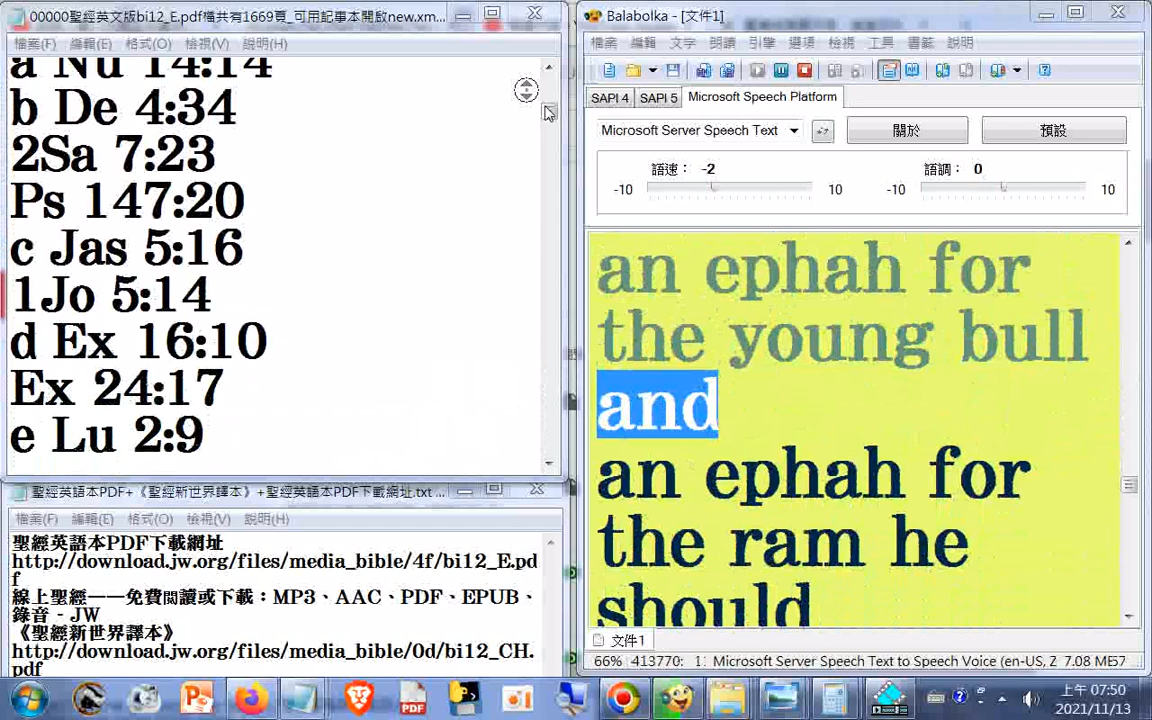 00000聖經英文版bi12_E.pdf檔共有1669頁_可用記事本開啟new.xm...
檔案(F) 編輯(E) 格式(O) 檢視(V) 說明(H)
a Nu 14:14
b De 4:34
2Sa 7:23
Ps 147:20
c Jas 5:16
1Jo 5:14
d Ex 16:10
Ex 24:17
e Lu 2:9
聖經英語本PDF+《聖經新世界譯本》+聖經英語本PDF下載網址.txt ...
檔案(F) 編輯(E) 格式(O) 檢視(V) 說明(H)
聖經英語本PDF下載網址
http://download.jw.org/files/media_bible/4f/bi12_E.pd
f
線上聖經——免費閱讀或下載：MP3、AAC、PDF、EPUB、
錄音 - JW
《聖經新世界譯本》
http://download.jw.org/files/media_bible/0d/bi12_CH.
pdf
Balabolka - [文件1]
檔案 編輯 文字 朗讀 引擎 選項 檢視 工具 書籤 說明
SAPI 4 SAPI 5 Microsoft Speech Platform
Microsoft Server Speech Text 關於 預設
語速： -2 語調： 0
-10 10 -10 10
an ephah for
the young bull
and
an ephah for
the ram he
should
文件1
66% 413770: Microsoft Server Speech Text to Speech Voice (en-US, Z 7.08 ME57
上午 07:50
2021/11/13